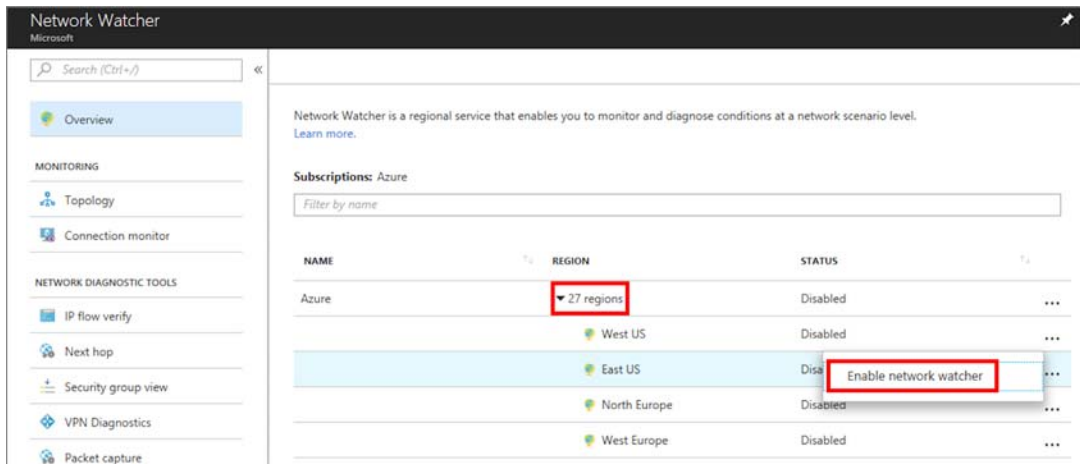 Network Watcher
Microsoft
Search (Ctrl+/)
«
Overview
MONITORING
Topology
Connection monitor
NETWORK DIAGNOSTIC TOOLS
IP flow verify
Next hop
Security group view
VPN Diagnostics
Packet capture
Network Watcher is a regional service that enables you to monitor and diagnose conditions at a network scenario level.
Learn more.
Subscriptions: Azure
Filter by name
NAME REGION STATUS
Azure 27 regions Disabled ...
West US Disabled ...
East US Disa Enable network watcher ...
North Europe Disabled ...
West Europe Disabled ...